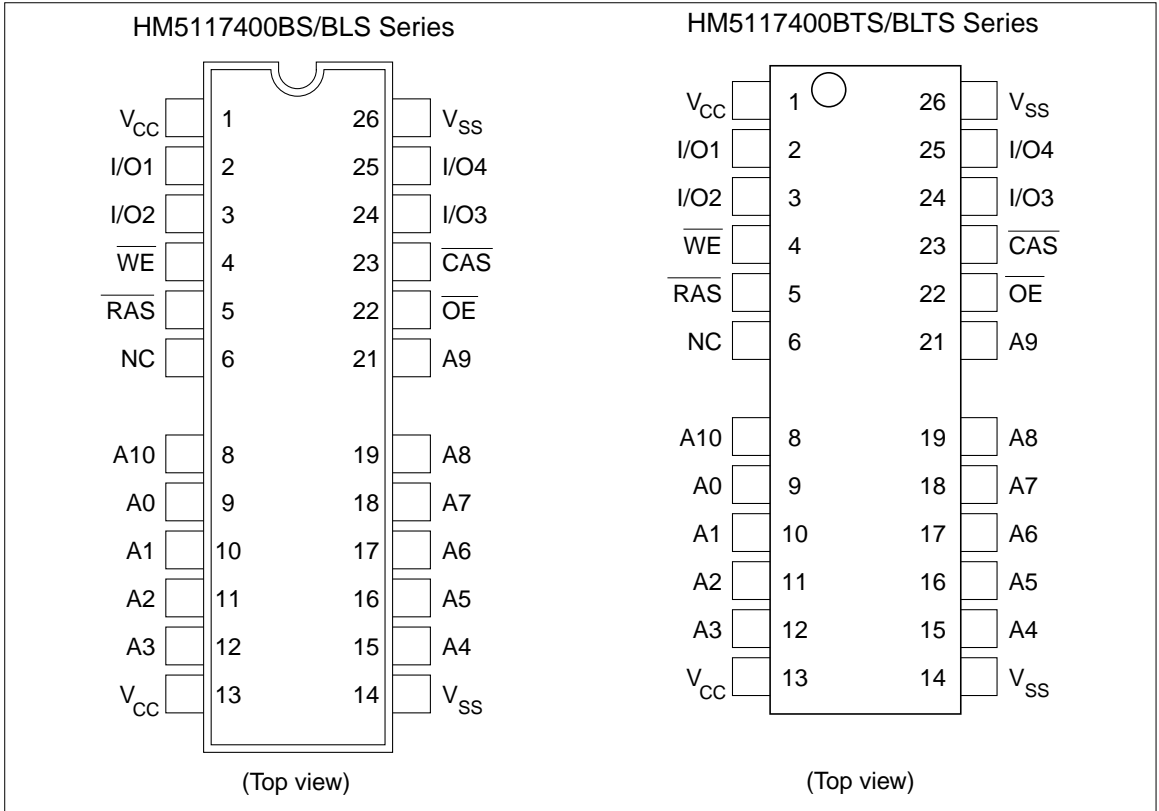 HM5117400BS/BLS Series
VCC 1 26 VSS
I/O1 2 25 I/O4
I/O2 3 24 I/O3
WE 4 23 CAS
RAS 5 22 OE
NC 6 21 A9
A10 8 19 A8
A0 9 18 A7
A1 10 17 A6
A2 11 16 A5
A3 12 15 A4
VCC 13 14 VSS
(Top view)
HM5117400BTS/BLTS Series
VCC 1 26 VSS
I/O1 2 25 I/O4
I/O2 3 24 I/O3
WE 4 23 CAS
RAS 5 22 OE
NC 6 21 A9
A10 8 19 A8
A0 9 18 A7
A1 10 17 A6
A2 11 16 A5
A3 12 15 A4
VCC 13 14 VSS
(Top view)